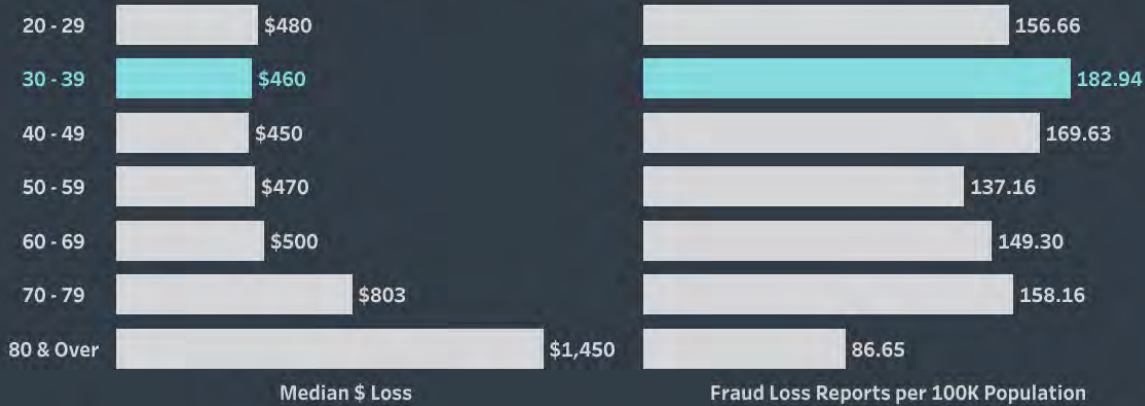 20 - 29 $480 156.66
30 - 39 $460 182.94
40 - 49 $450 169.63
50 - 59 $470 137.16
60 - 69 $500 149.30
70 - 79 $803 158.16
80 & Over $1,450 86.65
Median $ Loss Fraud Loss Reports per 100K Population